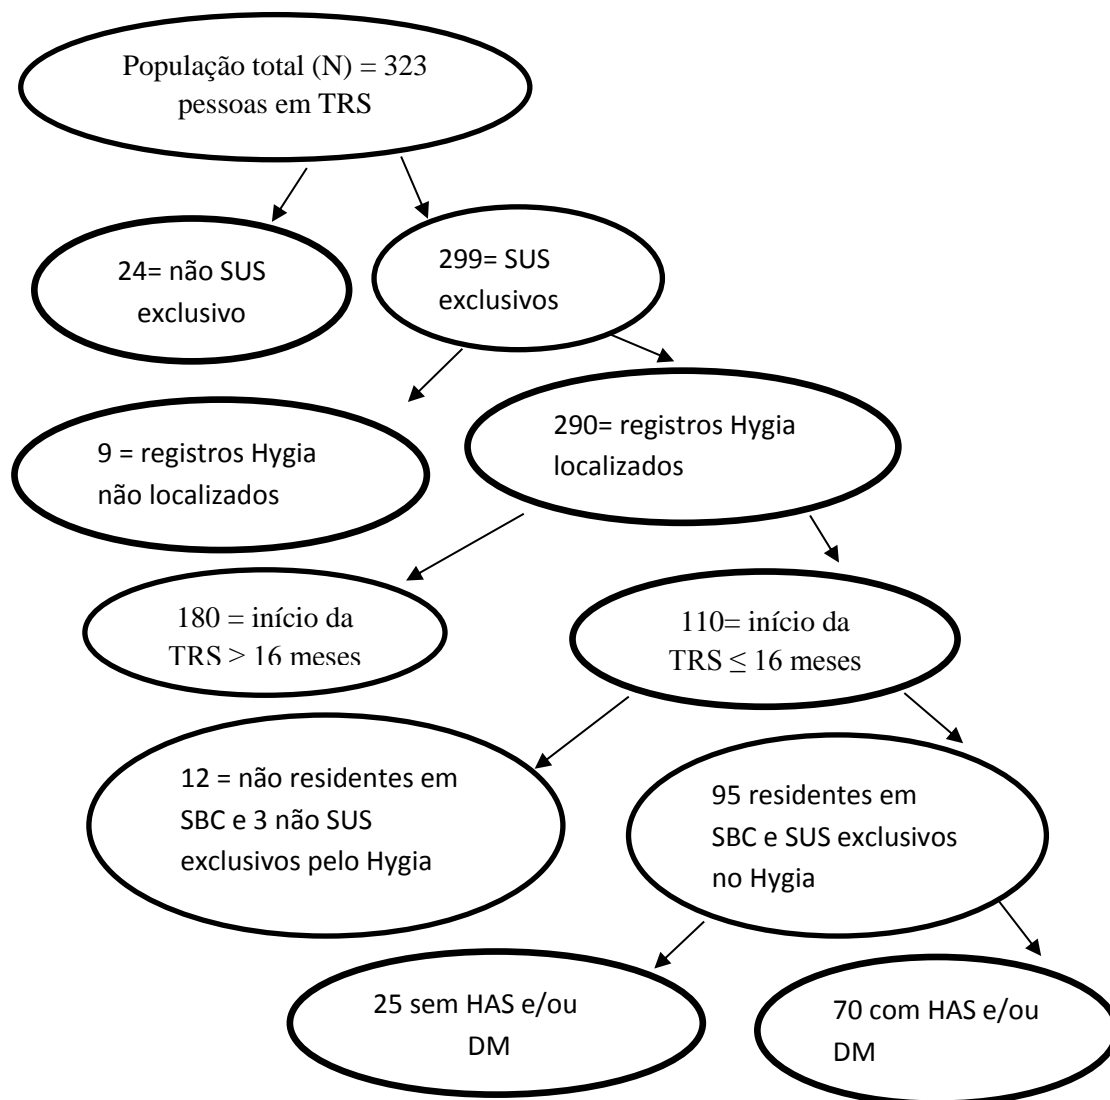 População total (N) = 323
pessoas em TRS
24= não SUS
exclusivo
299= SUS
exclusivos
9 = registros Hygia
não localizados
290= registros Hygia
localizados
180 = início da
TRS > 16 meses
110= início da
TRS ≤ 16 meses
12 = não residentes em
SBC e 3 não SUS
exclusivos pelo Hygia
95 residentes em
SBC e SUS exclusivos
no Hygia
25 sem HAS e/ou
DM
70 com HAS e/ou
DM